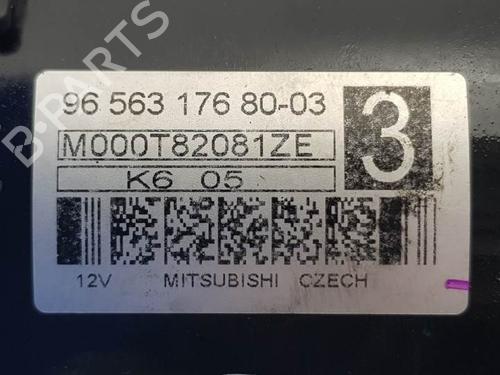 96 563 176 80-03
M000T82081ZE
3
K6 05
12V MITSUBISHI CZECH
B-PARTS